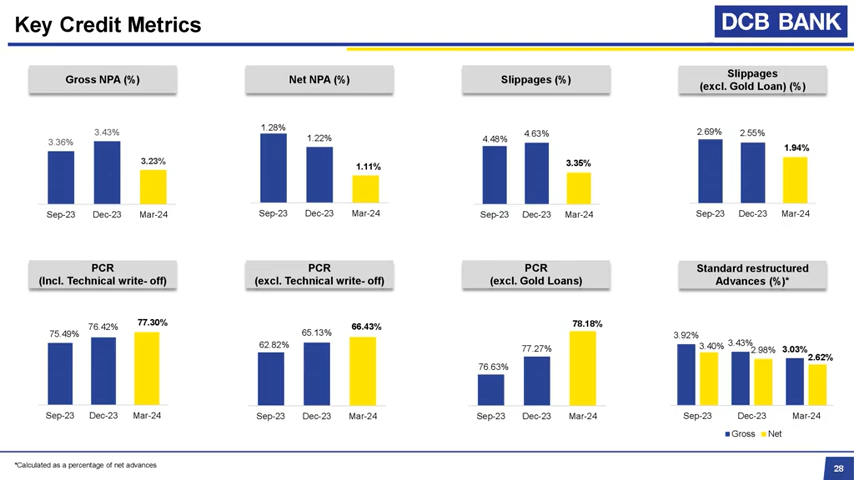 Key Credit Metrics
DCB BANK
Gross NPA (%)
3.36%
3.43%
3.23%
Sep-23 Dec-23 Mar-24
Net NPA (%)
1.28%
1.22%
1.11%
Sep-23 Dec-23 Mar-24
Slippages (%)
4.48%
4.63%
3.35%
Sep-23 Dec-23 Mar-24
Slippages
(excl. Gold Loan) (%)
2.69%
2.55%
1.94%
Sep-23 Dec-23 Mar-24
PCR
(Incl. Technical write- off)
75.49%
76.42%
77.30%
Sep-23 Dec-23 Mar-24
PCR
(excl. Technical write- off)
62.82%
65.13%
66.43%
Sep-23 Dec-23 Mar-24
PCR
(excl. Gold Loans)
76.63%
77.27%
78.18%
Sep-23 Dec-23 Mar-24
Standard restructured
Advances (%)*
3.92%
3.40%
3.43%
2.98%
3.03%
2.62%
Sep-23 Dec-23 Mar-24
Gross Net
*Calculated as a percentage of net advances
28